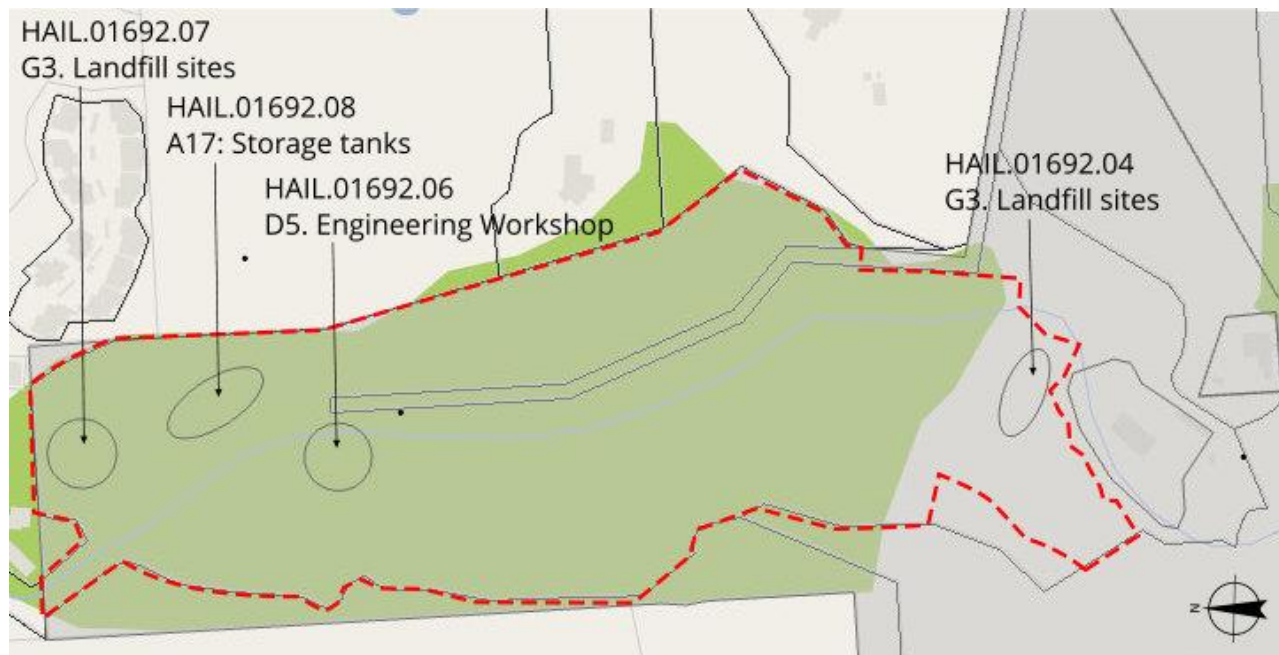 HAIL.01692.07
G3. Landfill sites
HAIL.01692.08
A17: Storage tanks
HAIL.01692.06
D5. Engineering Workshop
HAIL.01692.04
G3. Landfill sites
N